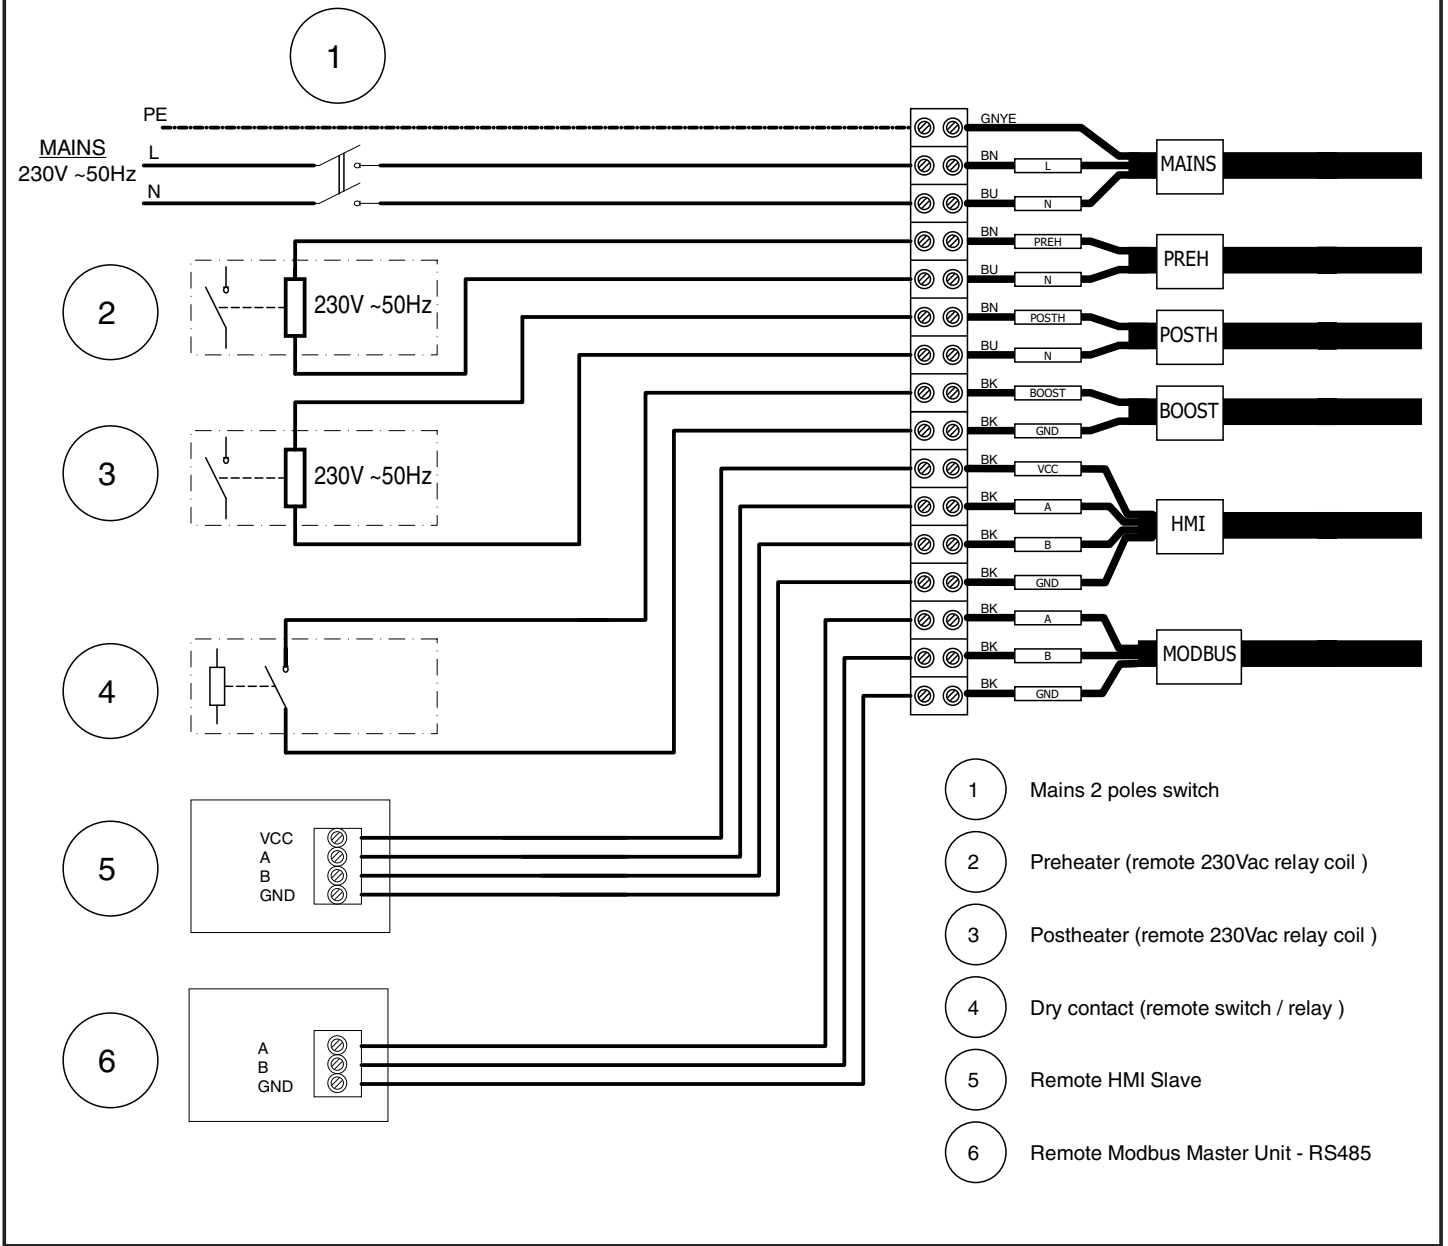 1
PE
MAINS
230V ~50Hz
L
N
GNYE
BN
L
BU
N
MAINS
BN
PREH
BU
N
PREH
2
230V ~50Hz
BN
POSTH
BU
N
POSTH
3
230V ~50Hz
BK
BOOST
BK
GND
BOOST
BK
VCC
BK
A
BK
B
BK
GND
HMI
BK
A
BK
B
BK
GND
MODBUS
4
5
VCC
A
B
GND
6
A
B
GND
1 Mains 2 poles switch
2 Preheater (remote 230Vac relay coil )
3 Postheater (remote 230Vac relay coil )
4 Dry contact (remote switch / relay )
5 Remote HMI Slave
6 Remote Modbus Master Unit - RS485